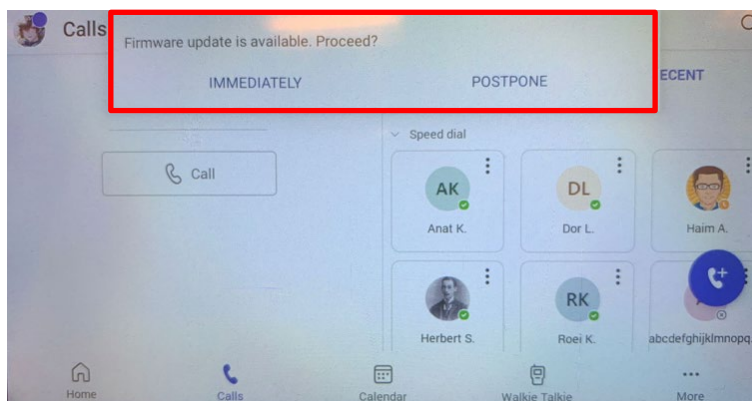 Calls
Firmware update is available. Proceed?
IMMEDIATELY
POSTPONE
ECENT
Speed dial
Call
AK
Anat K.
DL
Dor L.
Haim A.
Herbert S.
RK
Roei K.
abcdefghijklmnopq.
Home
Calls
Calendar
Walkie Talkie
More